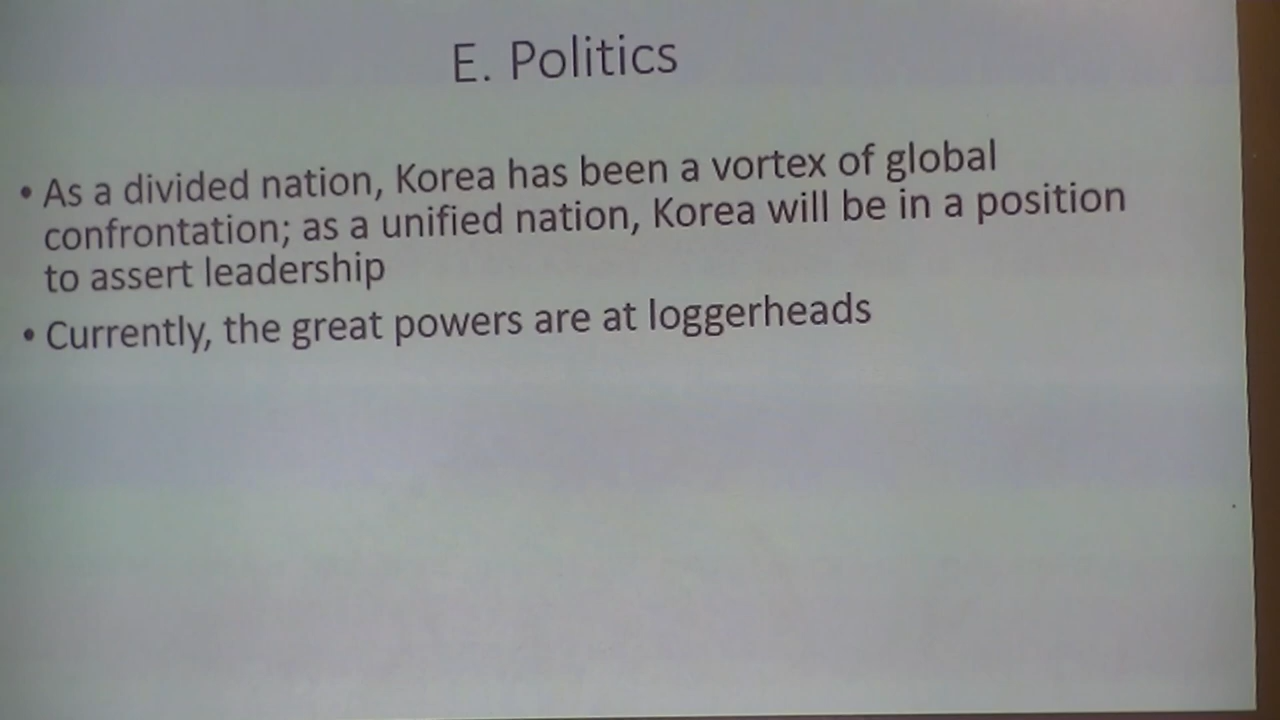 E. Politics
• As a divided nation, Korea has been a vortex of global
confrontation; as a unified nation, Korea will be in a position
to assert leadership
• Currently, the great powers are at loggerheads